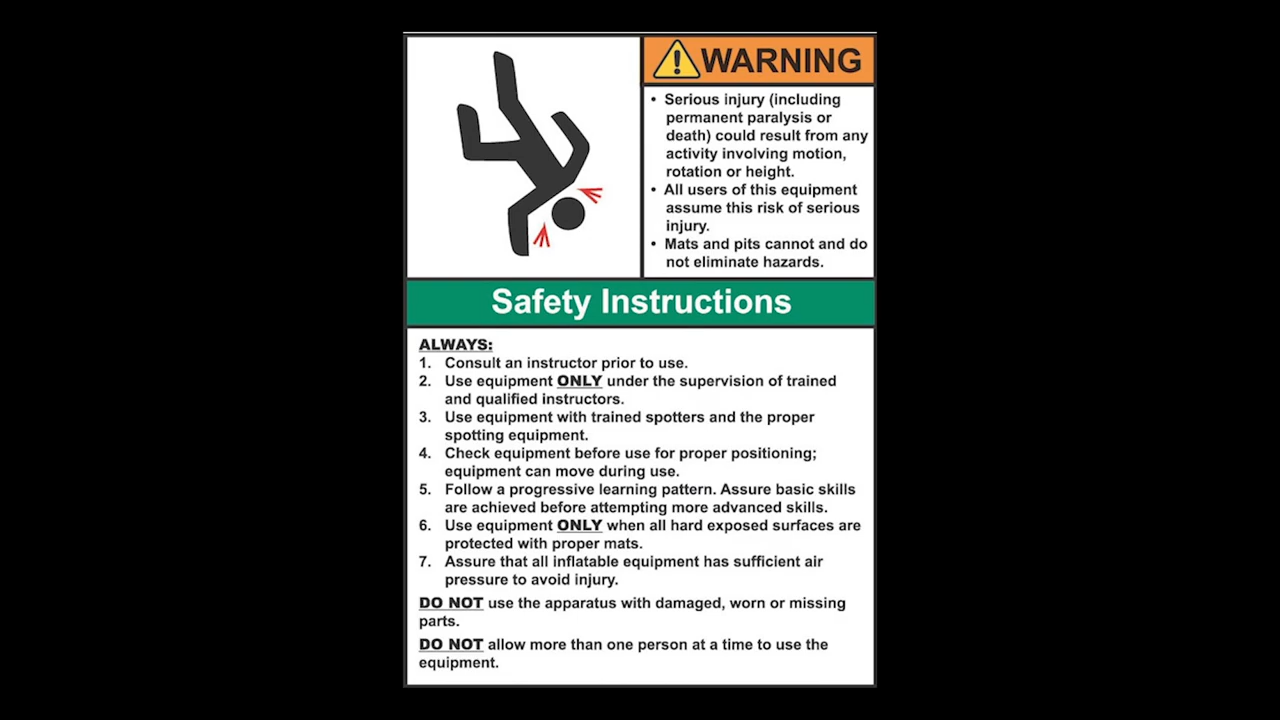 WARNING
• Serious injury (including
permanent paralysis or
death) could result from any
activity involving motion,
rotation or height.
• All users of this equipment
assume this risk of serious
injury.
• Mats and pits cannot and do
not eliminate hazards.
Safety Instructions
ALWAYS:
1. Consult an instructor prior to use.
2. Use equipment ONLY under the supervision of trained
and qualified instructors.
3. Use equipment with trained spotters and the proper
spotting equipment.
4. Check equipment before use for proper positioning;
equipment can move during use.
5. Follow a progressive learning pattern. Assure basic skills
are achieved before attempting more advanced skills.
6. Use equipment ONLY when all hard exposed surfaces are
protected with proper mats.
7. Assure that all inflatable equipment has sufficient air
pressure to avoid injury.
DO NOT use the apparatus with damaged, worn or missing
parts.
DO NOT allow more than one person at a time to use the
equipment.